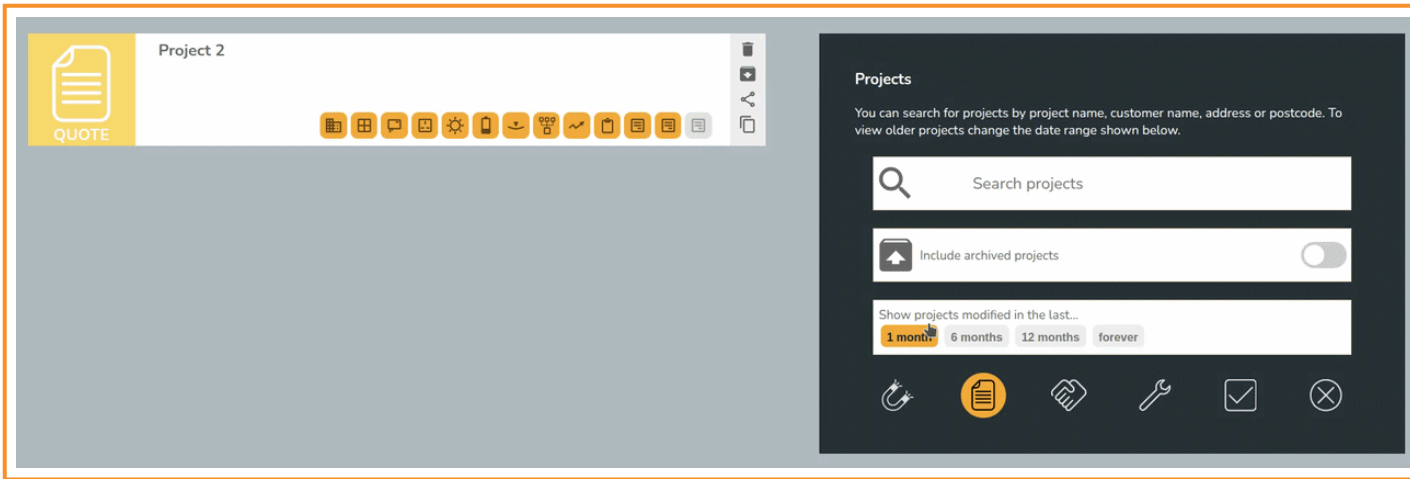 Project 2
QUOTE
Projects
You can search for projects by project name, customer name, address or postcode. To
view older projects change the date range shown below.
Search projects
Include archived projects
Show projects modified in the last...
1 month 6 months 12 months forever